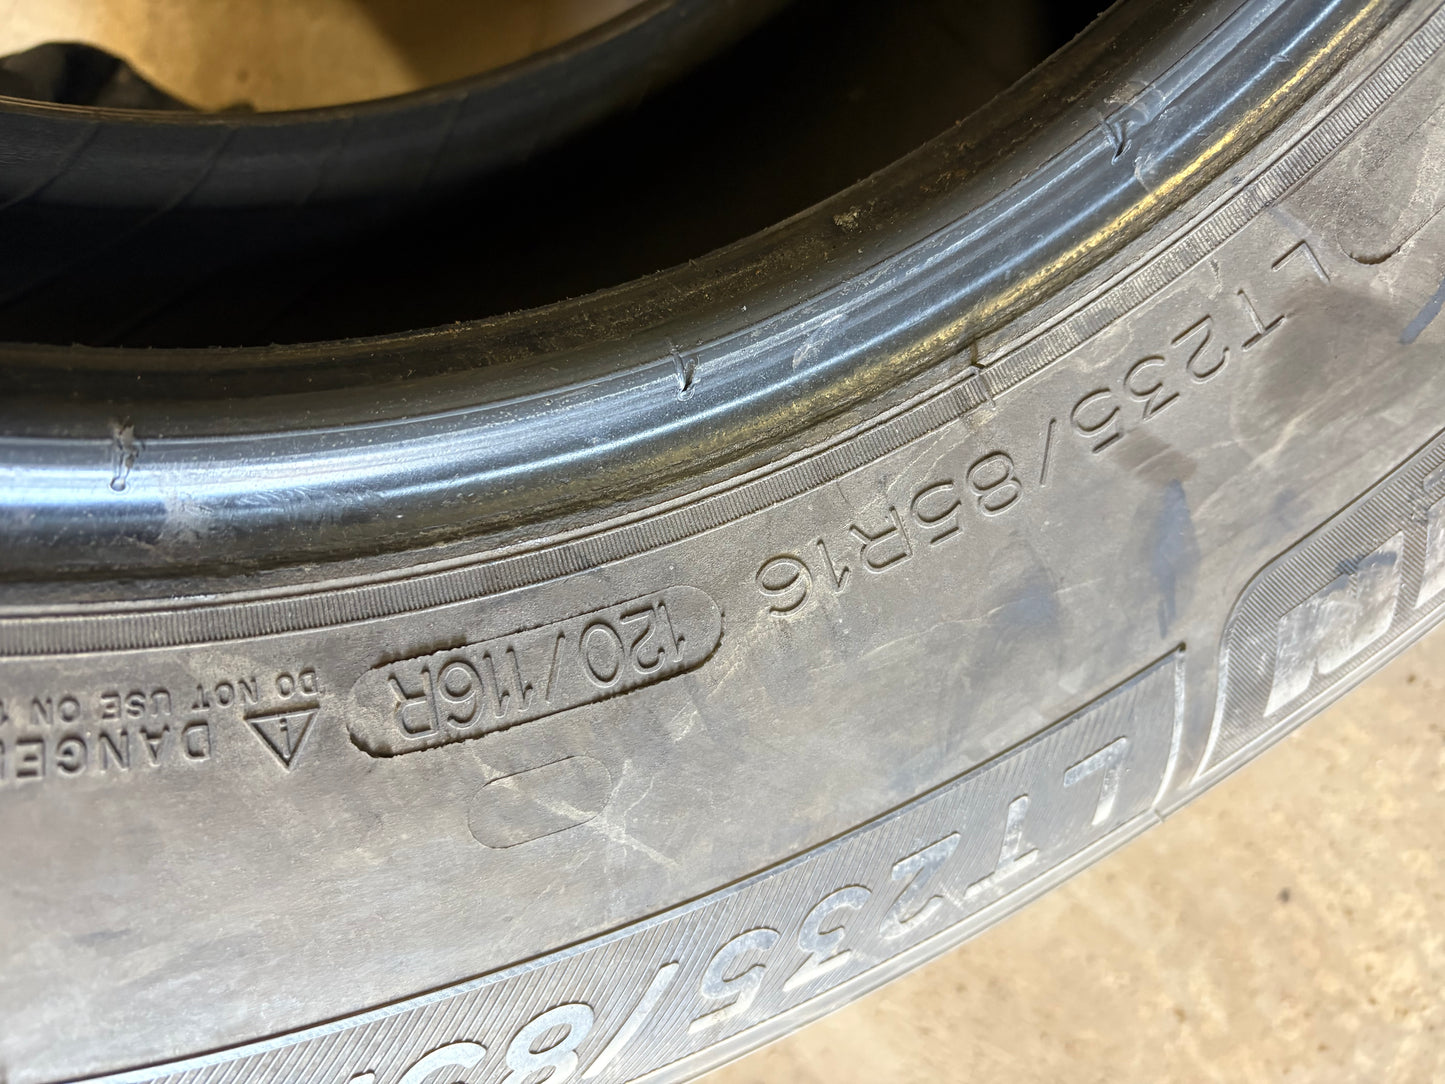 LT235/85R16
120/116R
DANGE
DO NOT USE ON
LT235/8